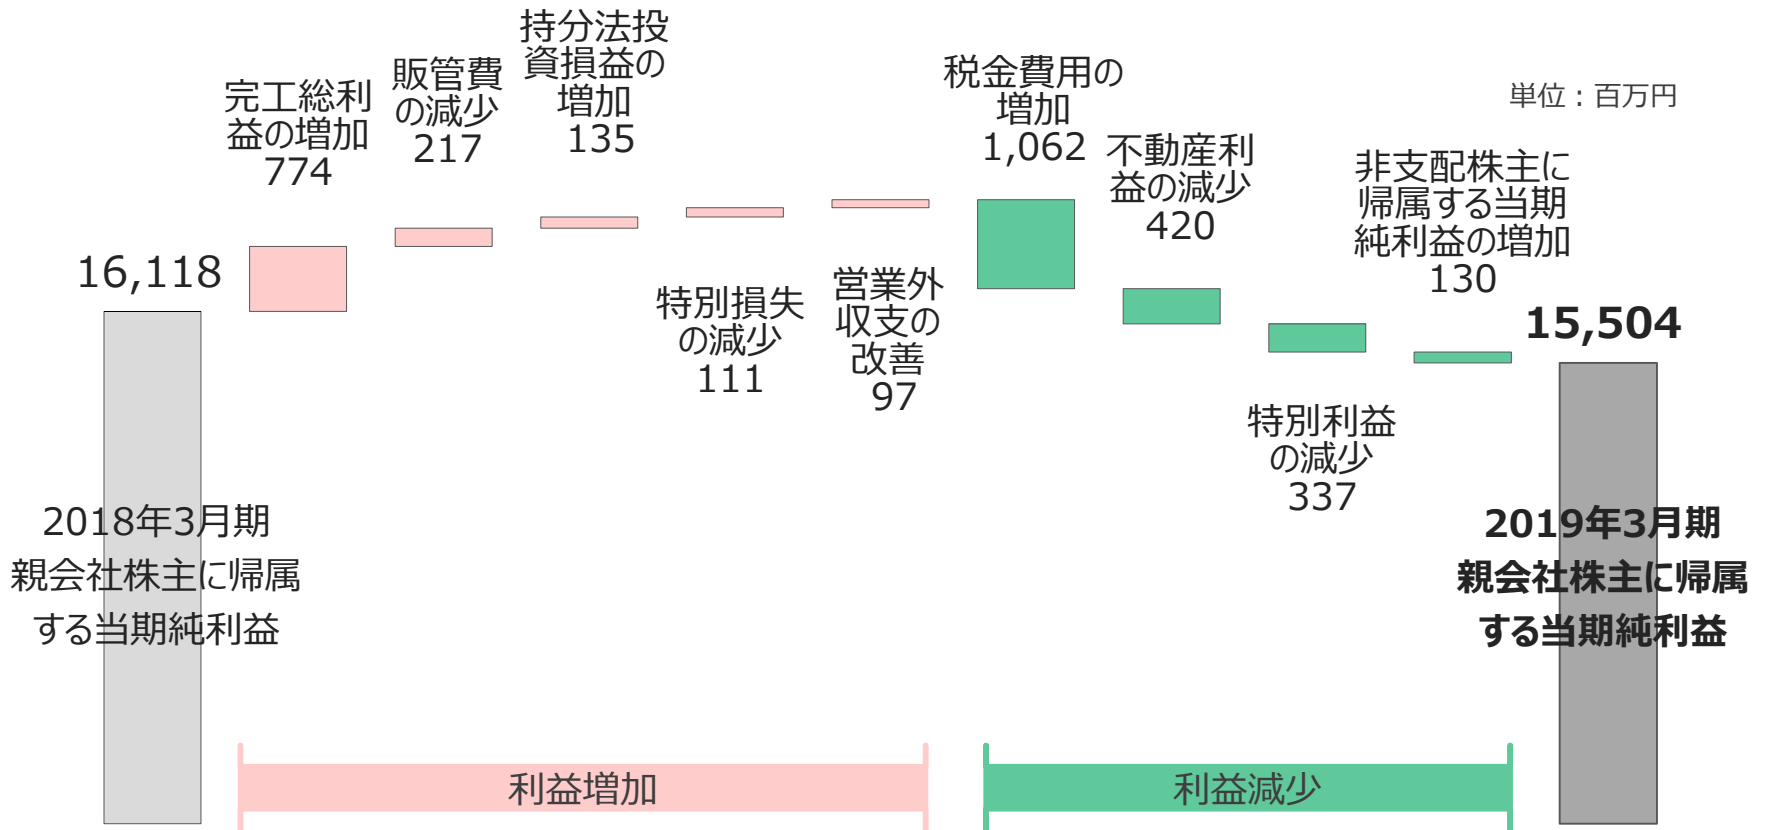 単位：百万円
16,118
2018年3月期
親会社株主に帰属
する当期純利益
完工総利
益の増加
774
販管費
の減少
217
持分法投
資損益の
増加
135
特別損失
の減少
111
営業外
収支の
改善
97
税金費用の
増加
1,062
不動産利
益の減少
420
特別利益
の減少
337
非支配株主に
帰属する当期
純利益の増加
130
15,504
2019年3月期
親会社株主に帰属
する当期純利益
利益増加
利益減少